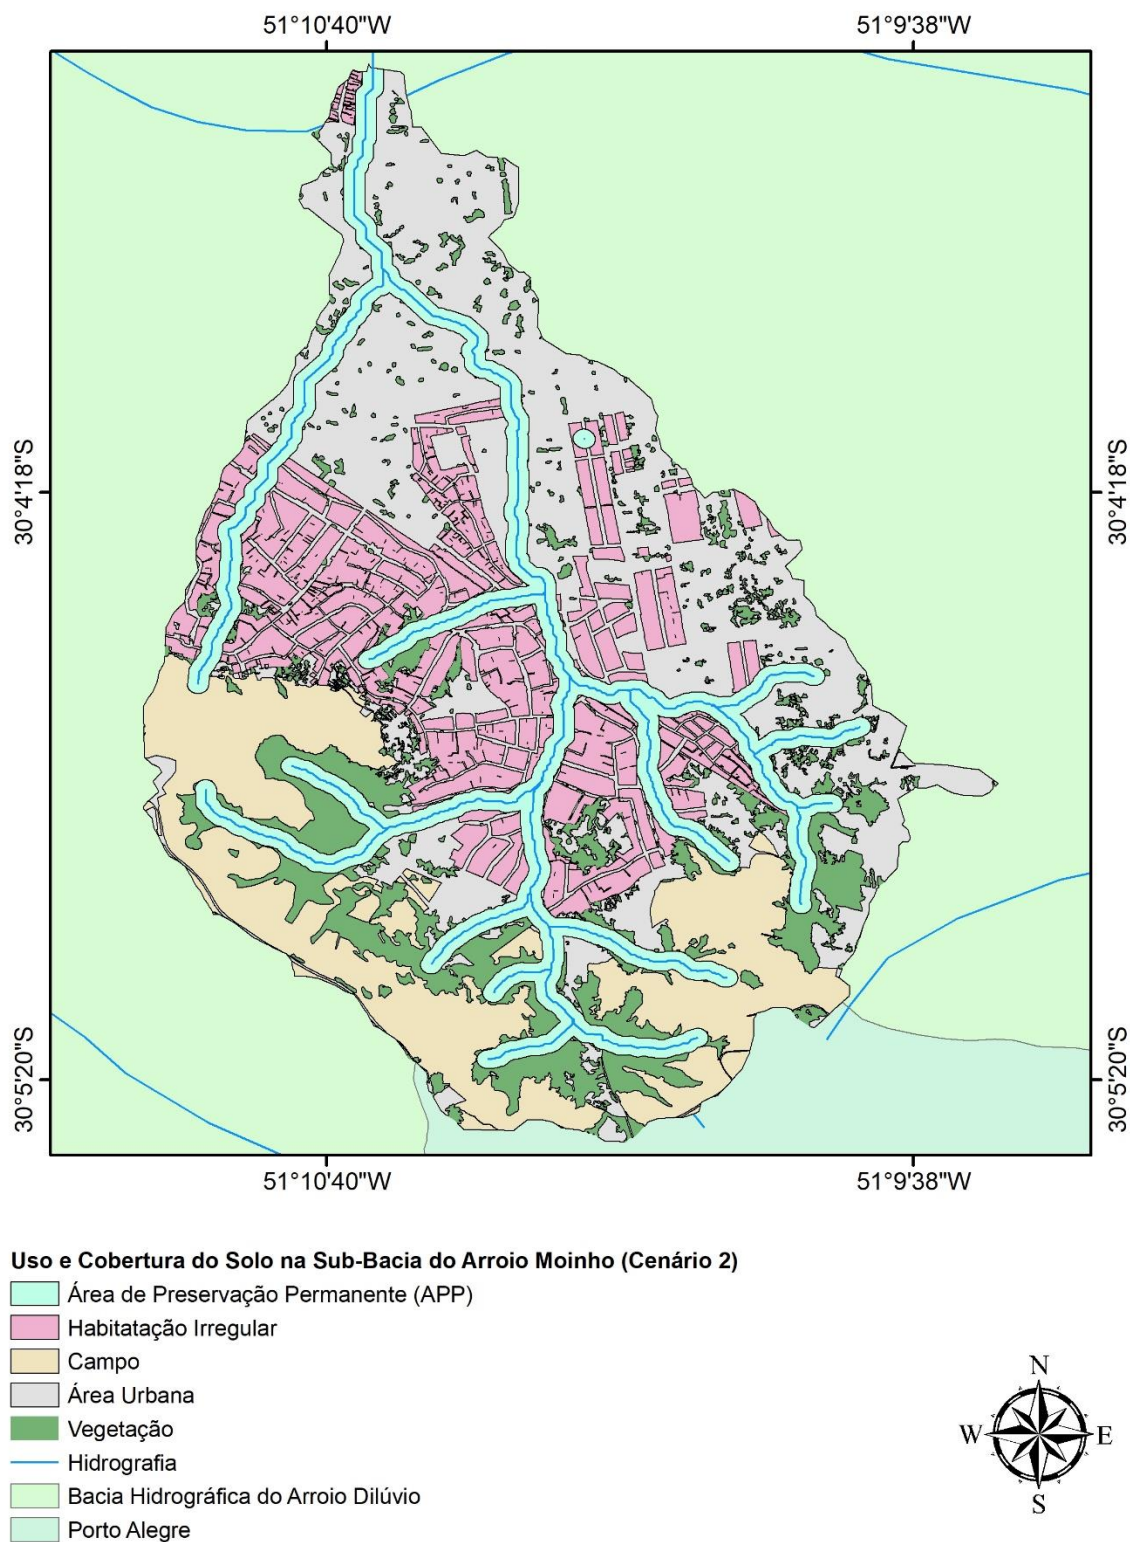 51°10'40"W
51°9'38"W
30°4'18"S
30°4'18"S
30°5'20"S
30°5'20"S
51°10'40"W
51°9'38"W
Uso e Cobertura do Solo na Sub-Bacia do Arroio Moinho (Cenário 2)
Área de Preservação Permanente (APP)
Habitatação Irregular
Campo
Área Urbana
Vegetação
Hidrografia
Bacia Hidrográfica do Arroio Dilúvio
Porto Alegre
N
W
E
S